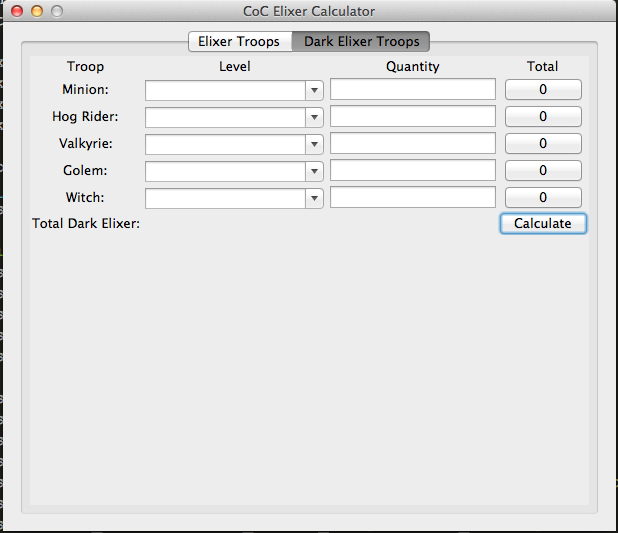 CoC Elixer Calculator
Elixer Troops Dark Elixer Troops
Troop Level Quantity Total
Minion: 0
Hog Rider: 0
Valkyrie: 0
Golem: 0
Witch: 0
Total Dark Elixer: Calculate